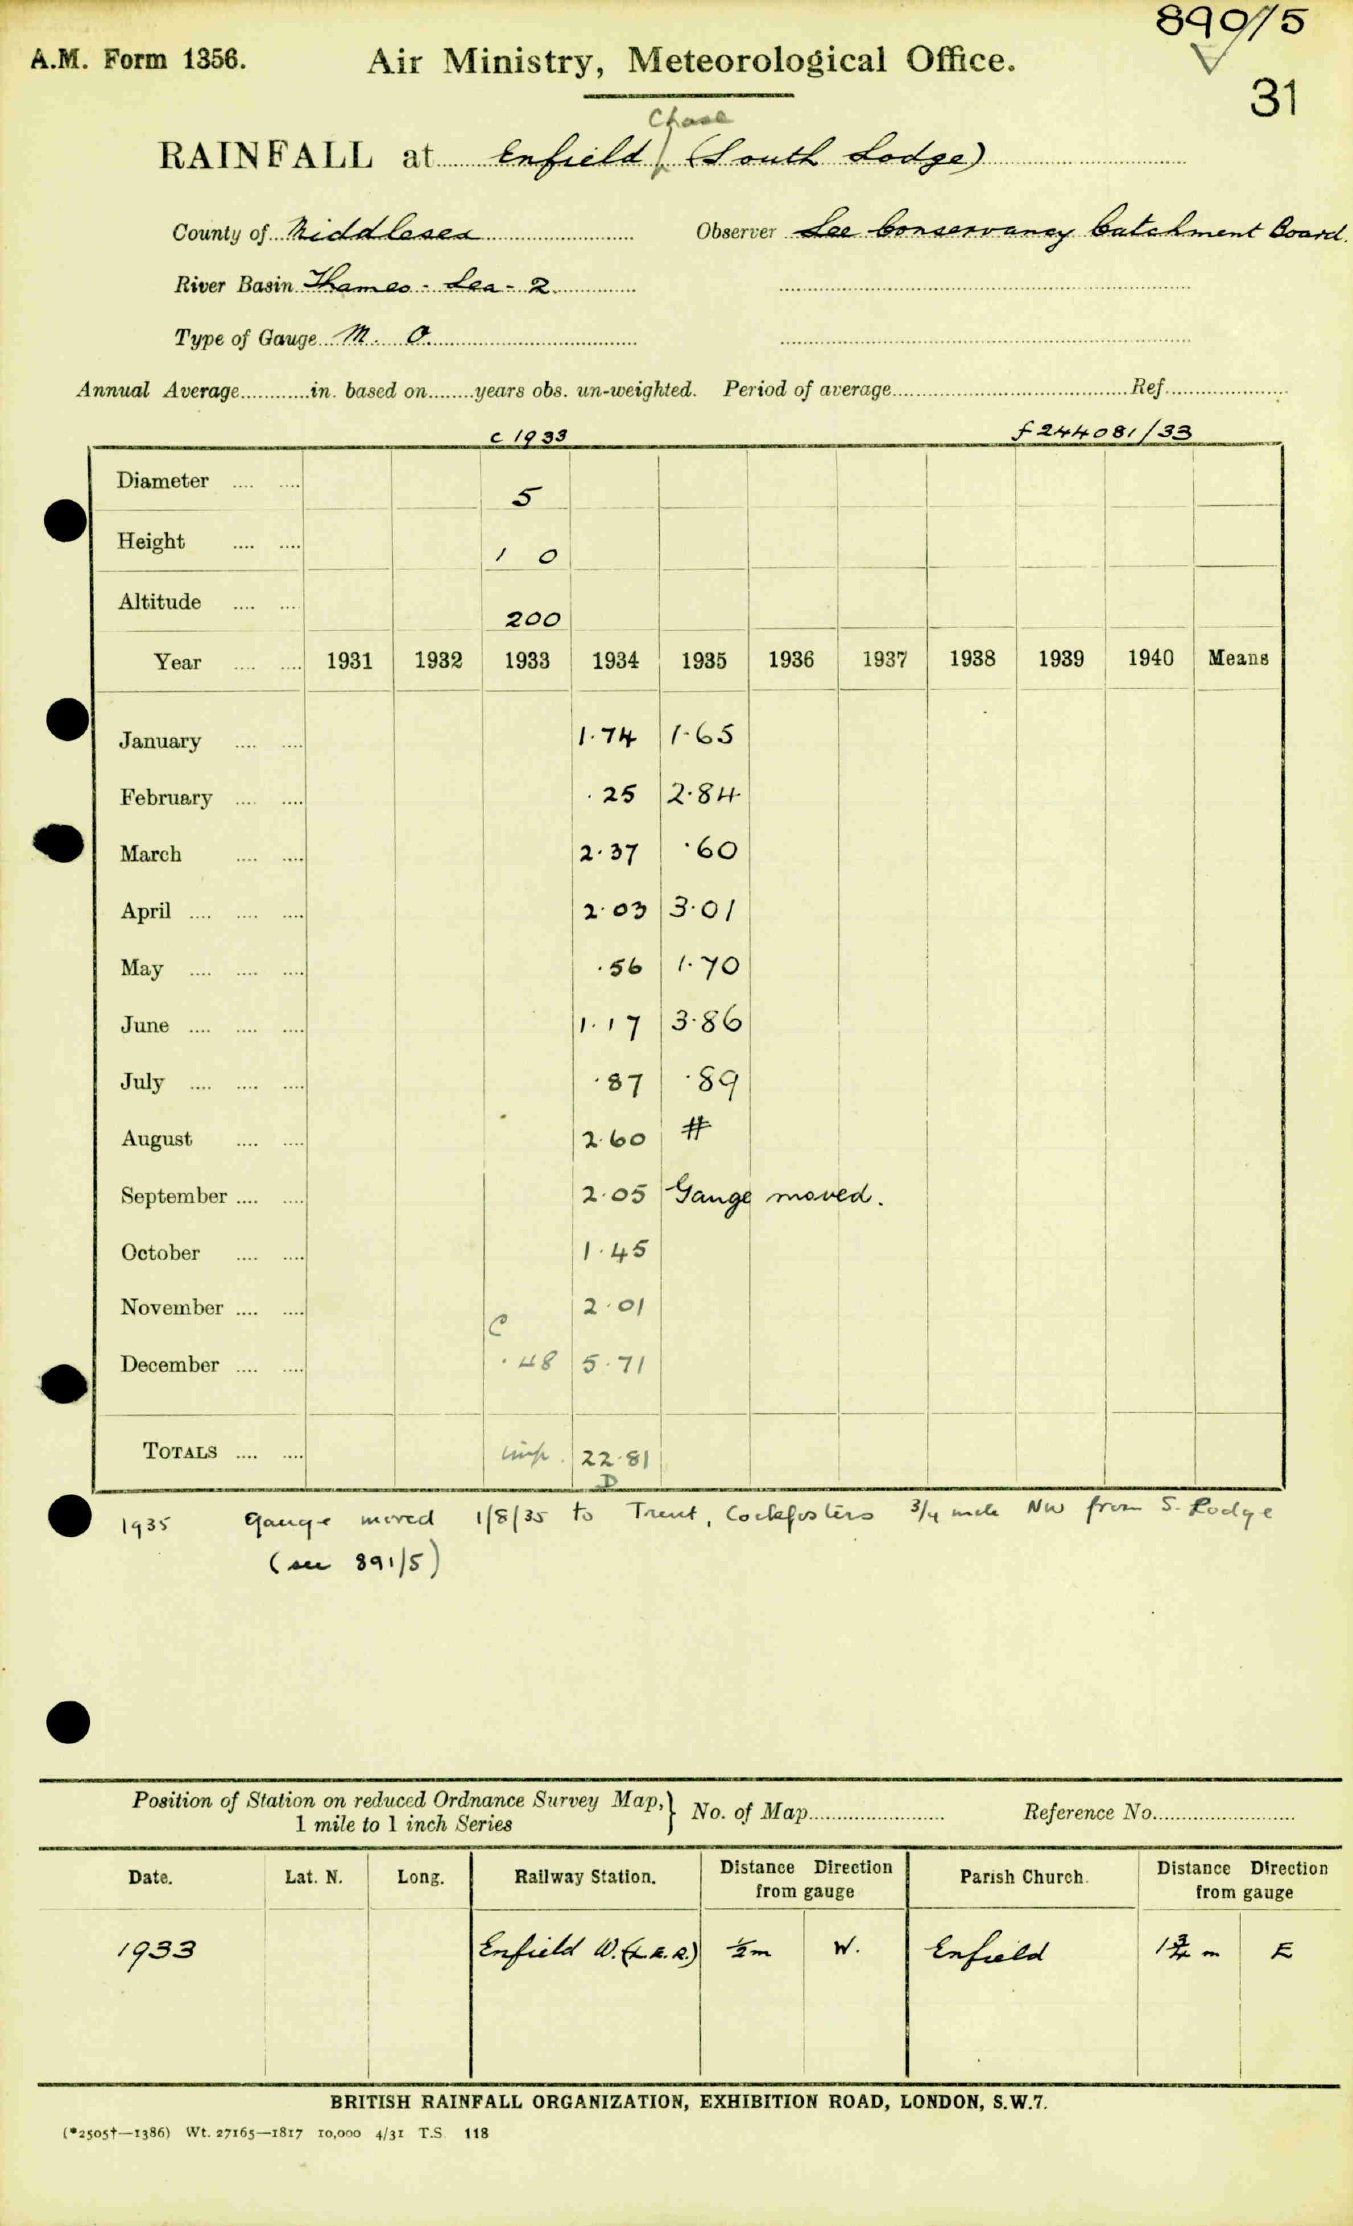 890/5
A.M. Form 1356. Air Ministry, Meteorological Office.
31
Chase
RAINFALL at Enfield (South Lodge)
County of Middlesex Observer Lee Conservancy Catchment Board.
River Basin Thames - Lea - 2
Type of Gauge M. O.
Annual Average in. based on years obs. un-weighted. Period of average Ref.
c 1933 f 244081/33
Diameter 5
Height 1 0
Altitude 200
Year 1931 1932 1933 1934 1935 1936 1937 1938 1939 1940 Means
January 1.74 1.65
February .25 2.84
March 2.37 .60
April 2.03 3.01
May .56 1.70
June 1.17 3.86
July .87 .89
August 2.60 #
September 2.05 Gauge moved.
October 1.45
November 2.01
C
December .48 5.71
TOTALS imp. 22.81
D
1935 Gauge moved 1/8/35 to Trent, Cockfosters 3/4 mile NW from S. Lodge
(see 891/5)
Position of Station on reduced Ordnance Survey Map, 1 mile to 1 inch Series } No. of Map Reference No.
Date. Lat. N. Long. Railway Station. Distance Direction from gauge Parish Church. Distance Direction from gauge
1933 Enfield W. (L.E.R.) ½m W. Enfield 1¾ m E
BRITISH RAINFALL ORGANIZATION, EXHIBITION ROAD, LONDON, S.W.7.
(*2505†—1386) Wt. 27165—1817 10,000 4/31 T.S. 118